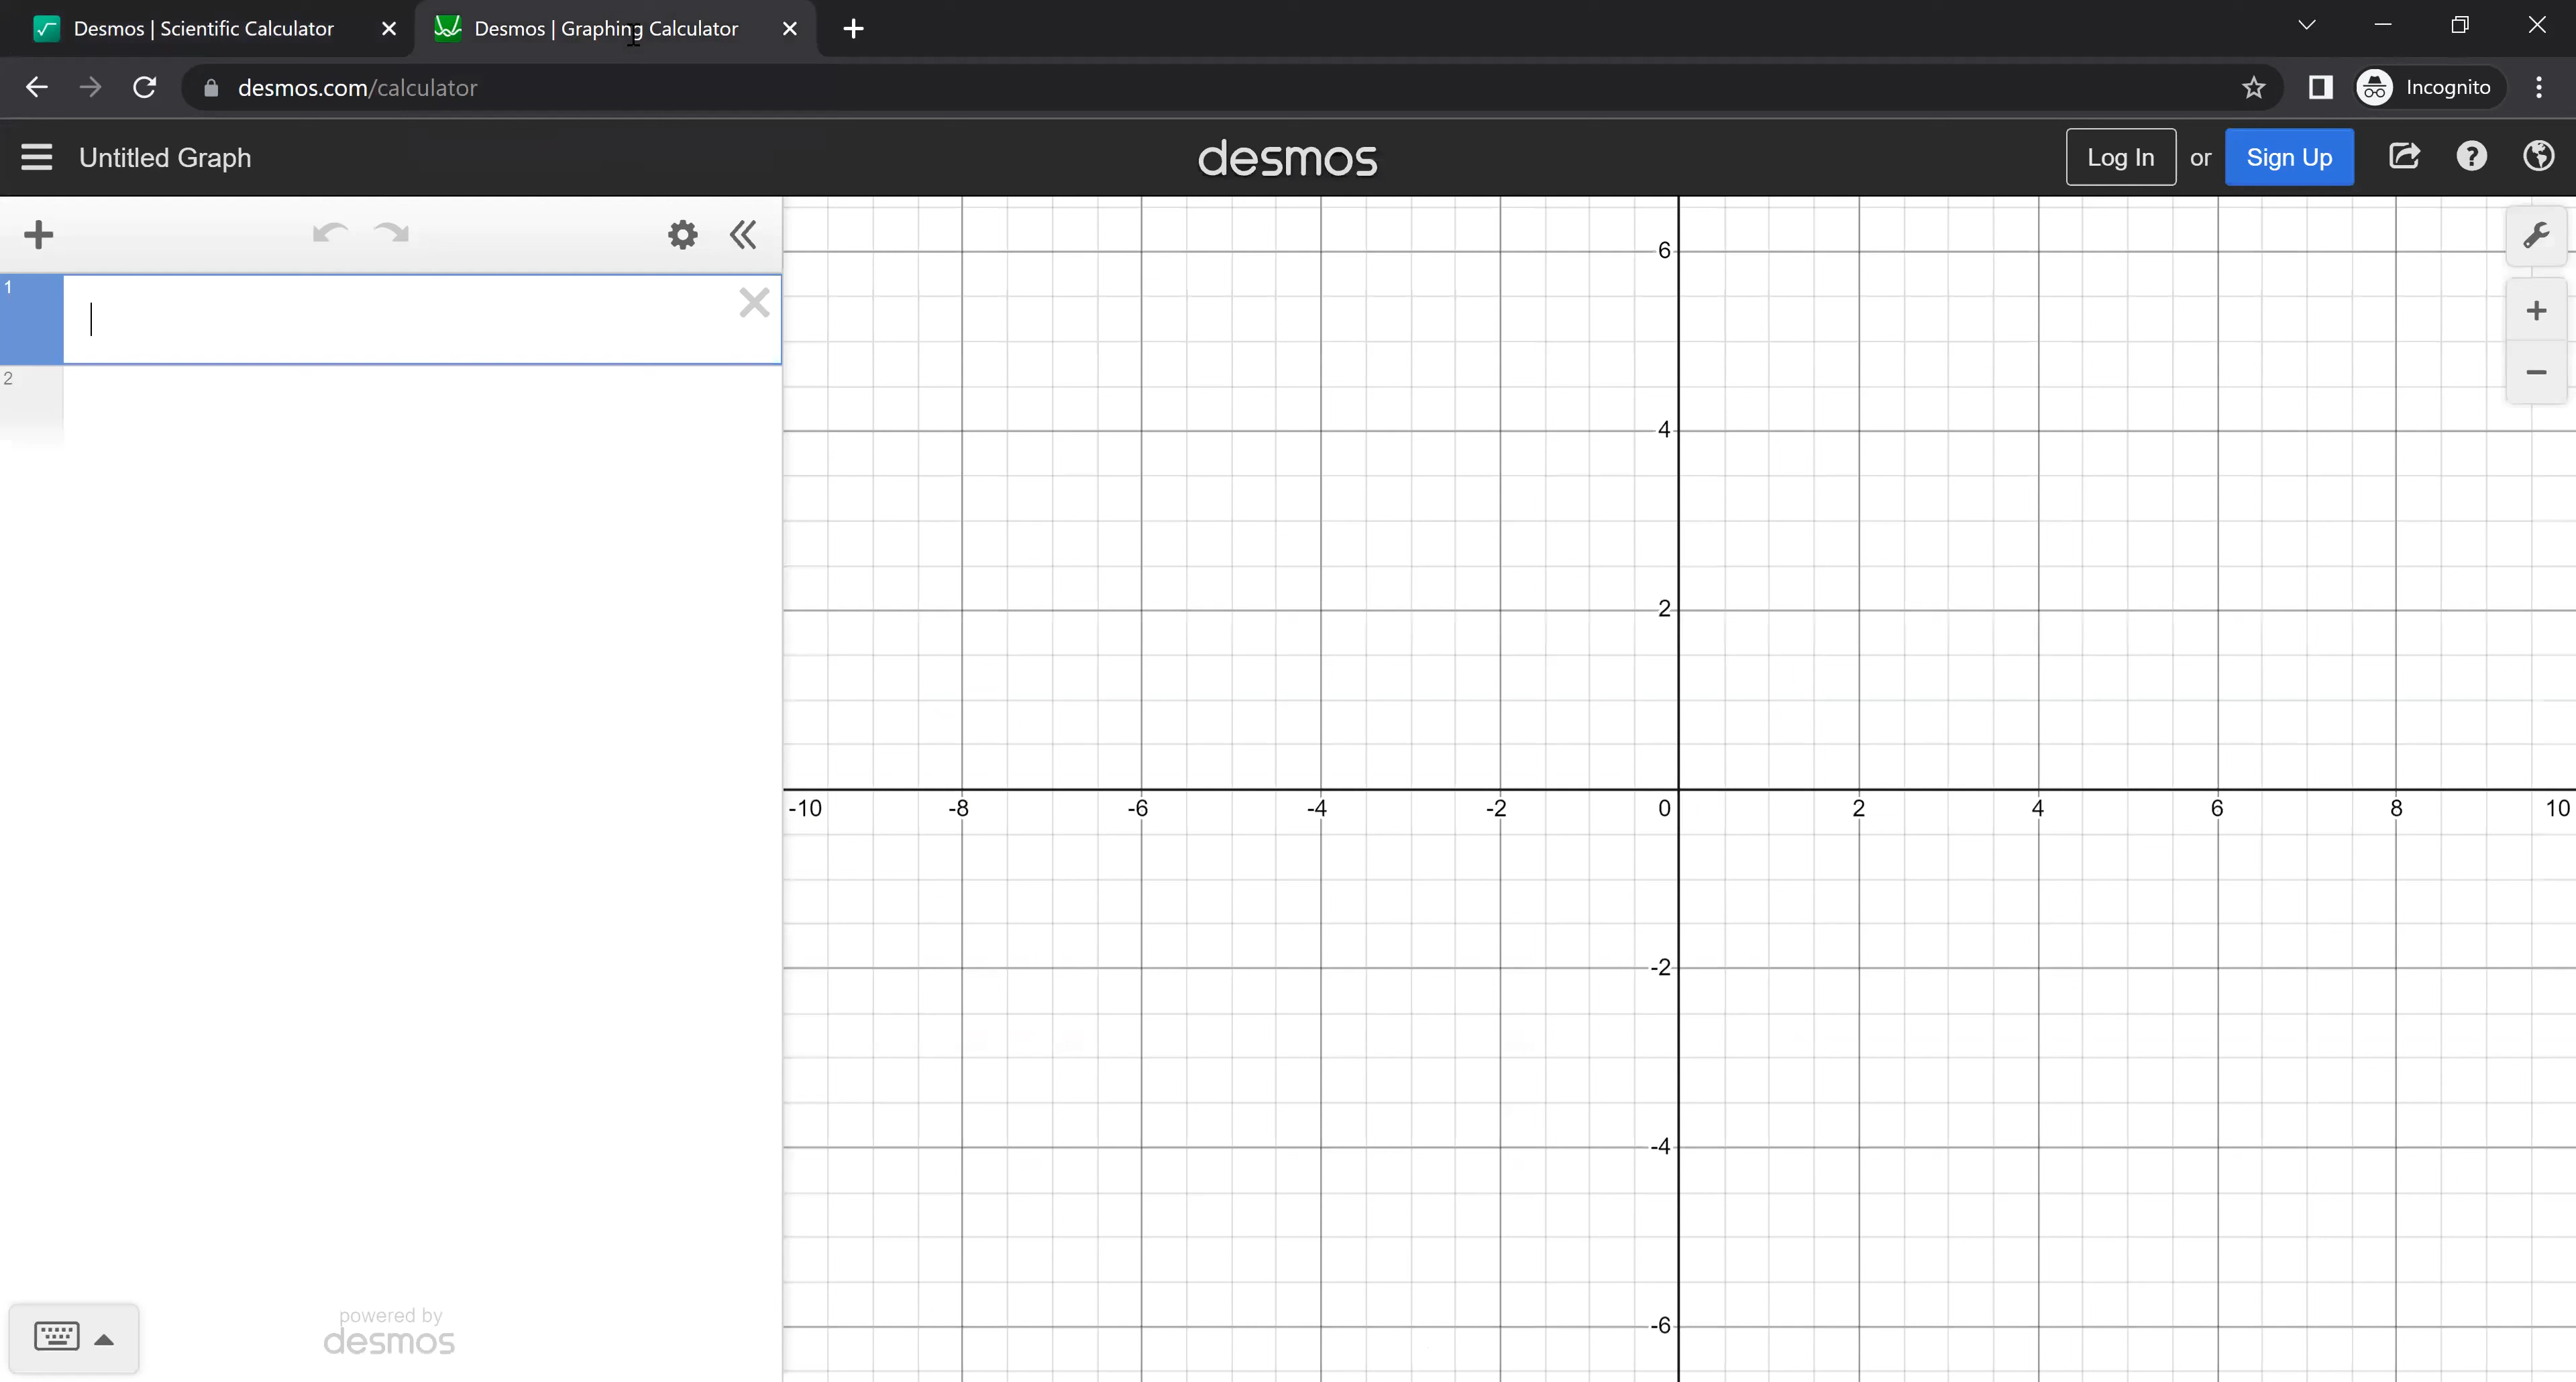 Desmos | Scientific Calculator
Desmos | Graphing Calculator
desmos.com/calculator
Incognito
Untitled Graph
desmos
Log In or Sign Up
1
2
6
4
2
-10 -8 -6 -4 -2 0 2 4 6 8 10
-2
-4
-6
powered by
desmos